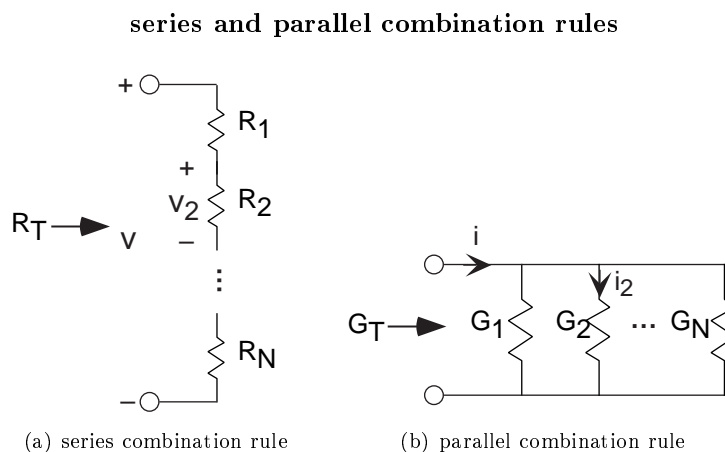 series and parallel combination rules
+
R1
+
v2
R2
RT
v
–
...
RN
–
(a) series combination rule
i
i2
GT
G1
G2
...
GN
(b) parallel combination rule